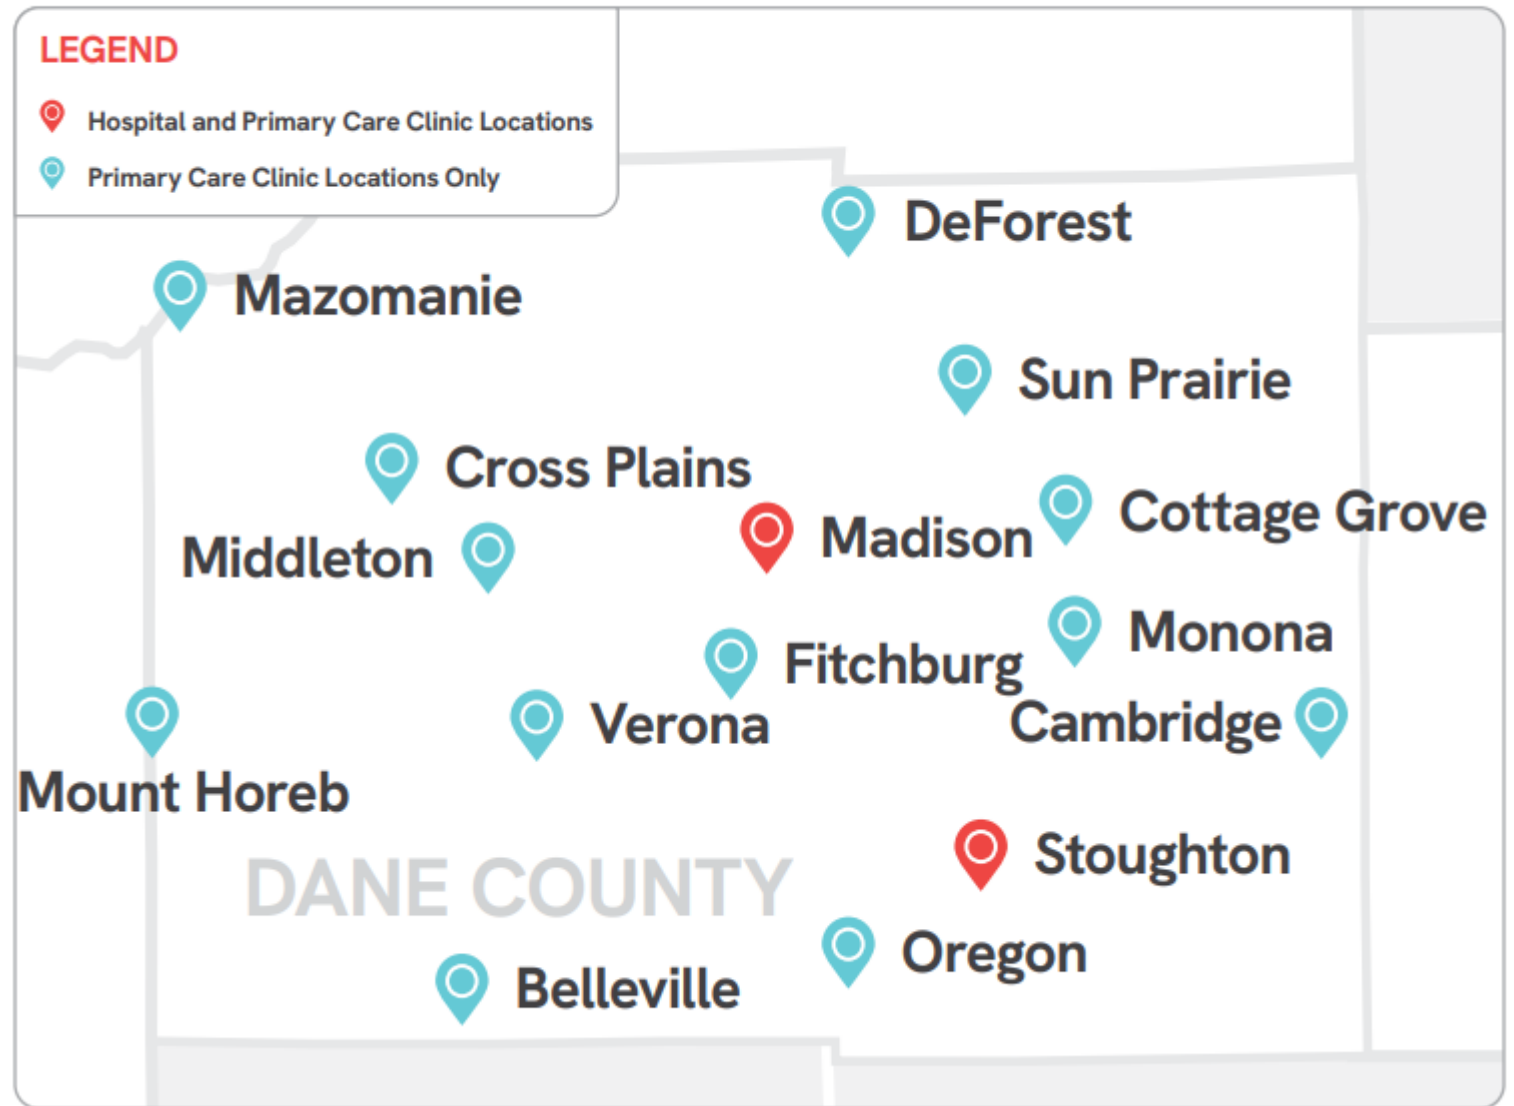 LEGEND
Hospital and Primary Care Clinic Locations
Primary Care Clinic Locations Only
DeForest
Mazomanie
Sun Prairie
Cross Plains
Cottage Grove
Madison
Middleton
Monona
Fitchburg
Cambridge
Verona
Mount Horeb
Stoughton
DANE COUNTY
Oregon
Belleville